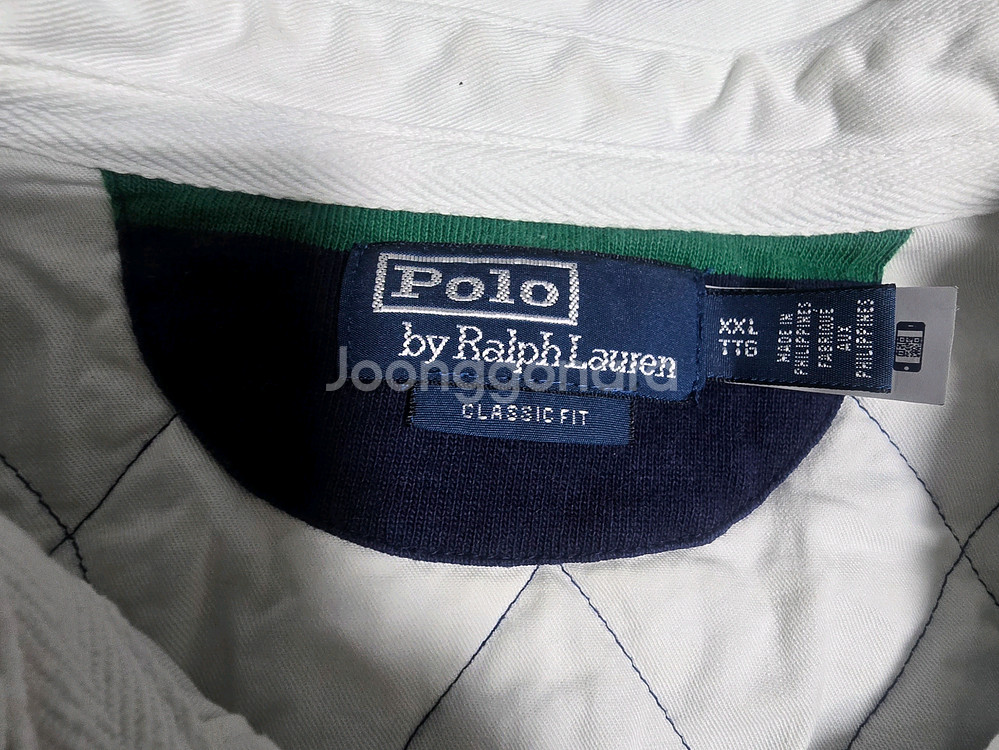 Polo
by Ralph Lauren
CLASSIC FIT
XXL
TTG
MADE IN
PHILIPPINES
FABRIQUE
AUX
PHILIPPINES
Joonggonara